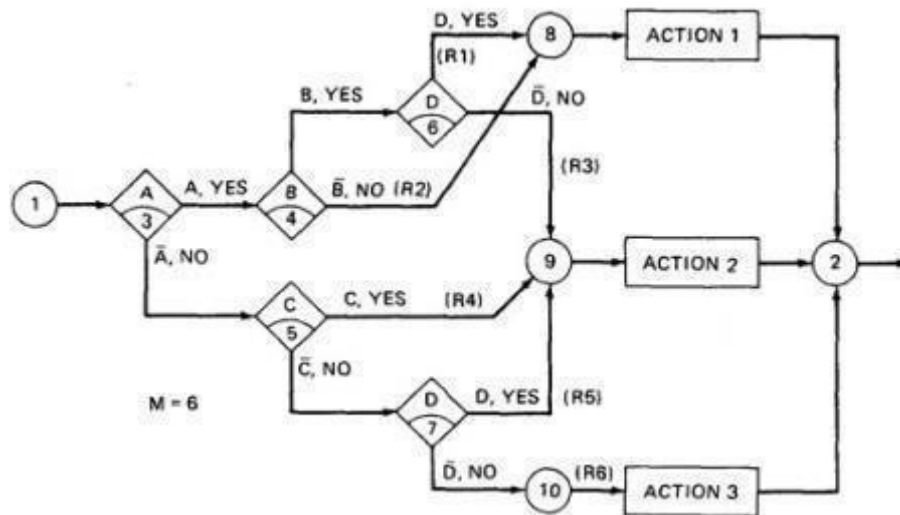 D, YES
8
ACTION 1
(R1)
B, YES
D
6
D̄, NO
A, YES
B̄, NO (R2)
(R3)
1
A
3
B
4
Ā, NO
9
ACTION 2
2
C
5
C, YES
(R4)
C̄, NO
M = 6
D
7
D, YES
(R5)
D̄, NO
10
(R6)
ACTION 3